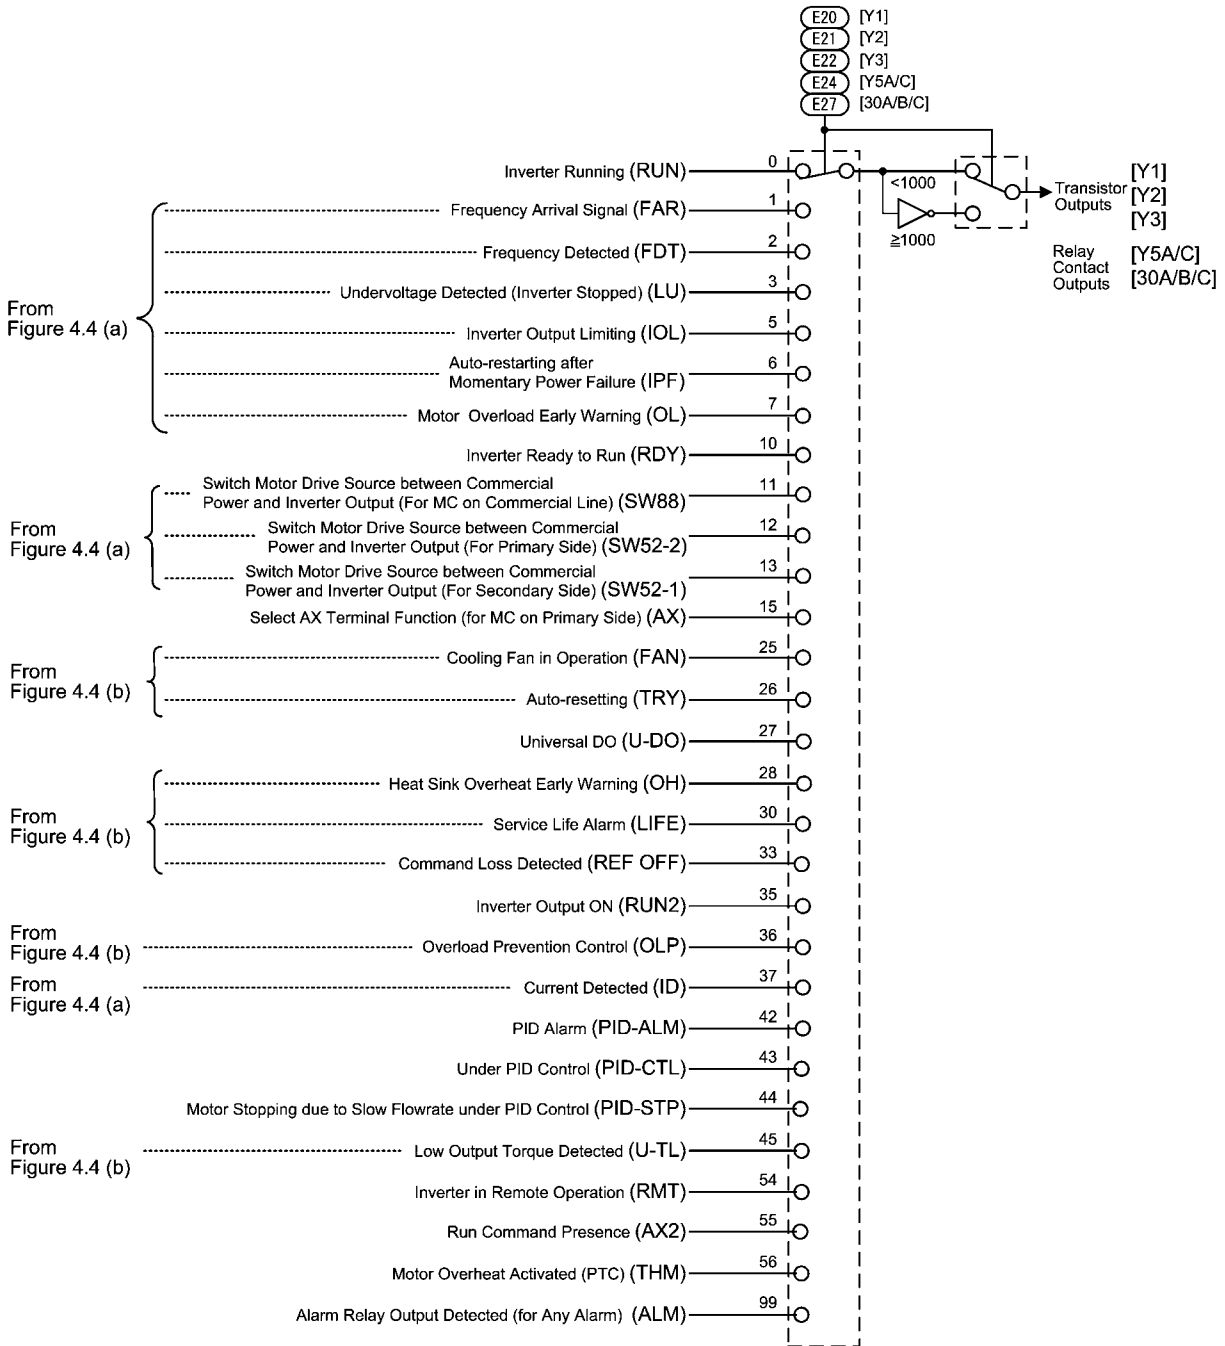 E20 [Y1]
E21 [Y2]
E22 [Y3]
E24 [Y5A/C]
E27 [30A/B/C]
Inverter Running (RUN) 0
<1000
≧1000
Transistor
Outputs
[Y1]
[Y2]
[Y3]
Relay
Contact
Outputs
[Y5A/C]
[30A/B/C]
From
Figure 4.4 (a)
Frequency Arrival Signal (FAR) 1
Frequency Detected (FDT) 2
Undervoltage Detected (Inverter Stopped) (LU) 3
Inverter Output Limiting (IOL) 5
Auto-restarting after
Momentary Power Failure (IPF) 6
Motor Overload Early Warning (OL) 7
Inverter Ready to Run (RDY) 10
From
Figure 4.4 (a)
Switch Motor Drive Source between Commercial
Power and Inverter Output (For MC on Commercial Line) (SW88) 11
Switch Motor Drive Source between Commercial
Power and Inverter Output (For Primary Side) (SW52-2) 12
Switch Motor Drive Source between Commercial
Power and Inverter Output (For Secondary Side) (SW52-1) 13
Select AX Terminal Function (for MC on Primary Side) (AX) 15
From
Figure 4.4 (b)
Cooling Fan in Operation (FAN) 25
Auto-resetting (TRY) 26
Universal DO (U-DO) 27
From
Figure 4.4 (b)
Heat Sink Overheat Early Warning (OH) 28
Service Life Alarm (LIFE) 30
Command Loss Detected (REF OFF) 33
Inverter Output ON (RUN2) 35
From
Figure 4.4 (b)
Overload Prevention Control (OLP) 36
From
Figure 4.4 (a)
Current Detected (ID) 37
PID Alarm (PID-ALM) 42
Under PID Control (PID-CTL) 43
Motor Stopping due to Slow Flowrate under PID Control (PID-STP) 44
From
Figure 4.4 (b)
Low Output Torque Detected (U-TL) 45
Inverter in Remote Operation (RMT) 54
Run Command Presence (AX2) 55
Motor Overheat Activated (PTC) (THM) 56
Alarm Relay Output Detected (for Any Alarm) (ALM) 99